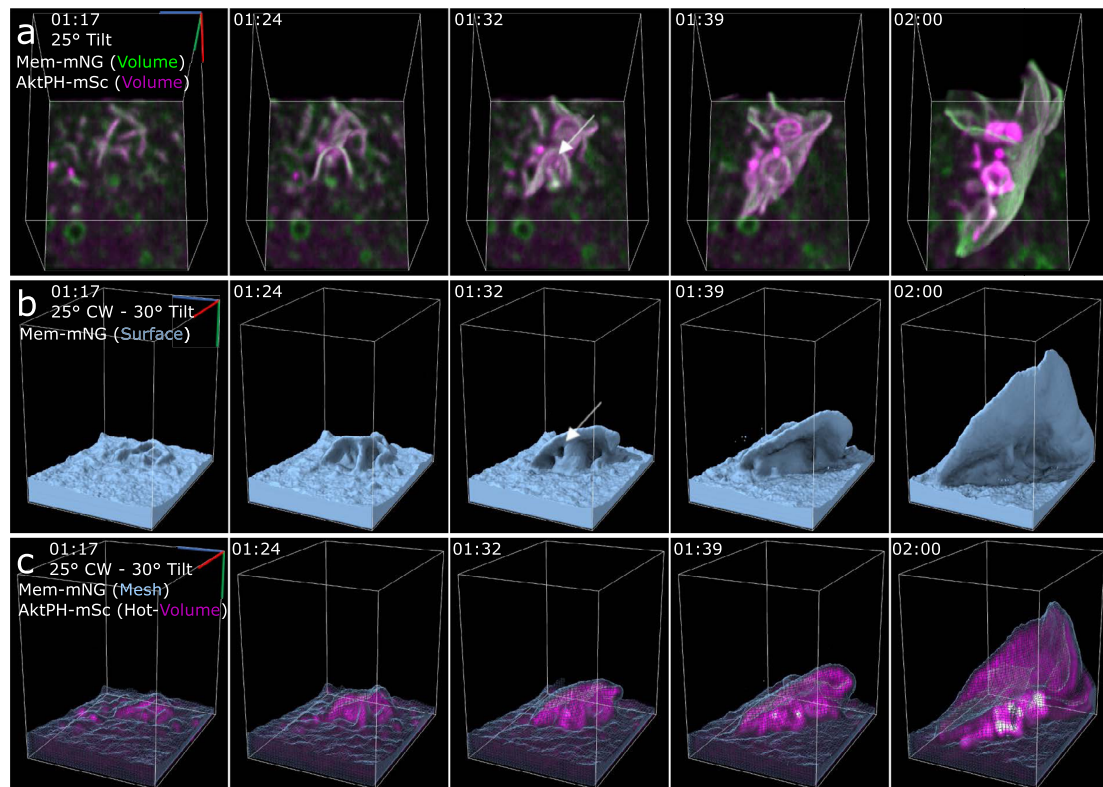 a
01:17
01:24
01:32
01:39
02:00
25° Tilt
Mem-mNG (Volume)
AktPH-mSc (Volume)
b
01:17
01:24
01:32
01:39
02:00
25° CW - 30° Tilt
Mem-mNG (Surface)
c
01:17
01:24
01:32
01:39
02:00
25° CW - 30° Tilt
Mem-mNG (Mesh)
AktPH-mSc (Hot-Volume)